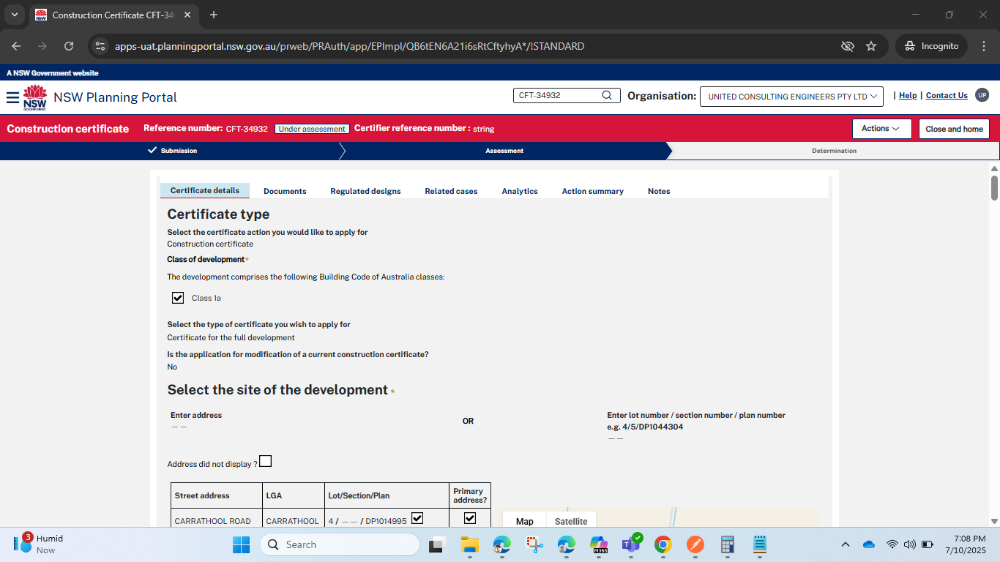 Construction Certificate CFT-34
apps-uat.planningportal.nsw.gov.au/prweb/PRAuth/app/EPImpl/QB6tEN6A21i6sRtCftyhyA*/!STANDARD
Incognito
A NSW Government website
NSW
GOVERNMENT
NSW Planning Portal
CFT-34932
Organisation:
UNITED CONSULTING ENGINEERS PTY LTD
| Help | Contact Us
UP
Construction certificate
Reference number: CFT-34932
Under assessment
Certifier reference number : string
Actions
Close and home
Submission
Assessment
Determination
Certificate details
Documents
Regulated designs
Related cases
Analytics
Action summary
Notes
Certificate type
Select the certificate action you would like to apply for
Construction certificate
Class of development*
The development comprises the following Building Code of Australia classes:
Class 1a
Select the type of certificate you wish to apply for
Certificate for the full development
Is the application for modification of a current construction certificate?
No
Select the site of the development *
Enter address
— —
OR
Enter lot number / section number / plan number
e.g. 4/5/DP1044304
— —
Address did not display ?
Street address
LGA
Lot/Section/Plan
Primary
address?
CARRATHOOL ROAD
CARRATHOOL
4 / — — / DP1014995
Map
Satellite
3
Humid
Now
Search
M365
7:08 PM
7/10/2025